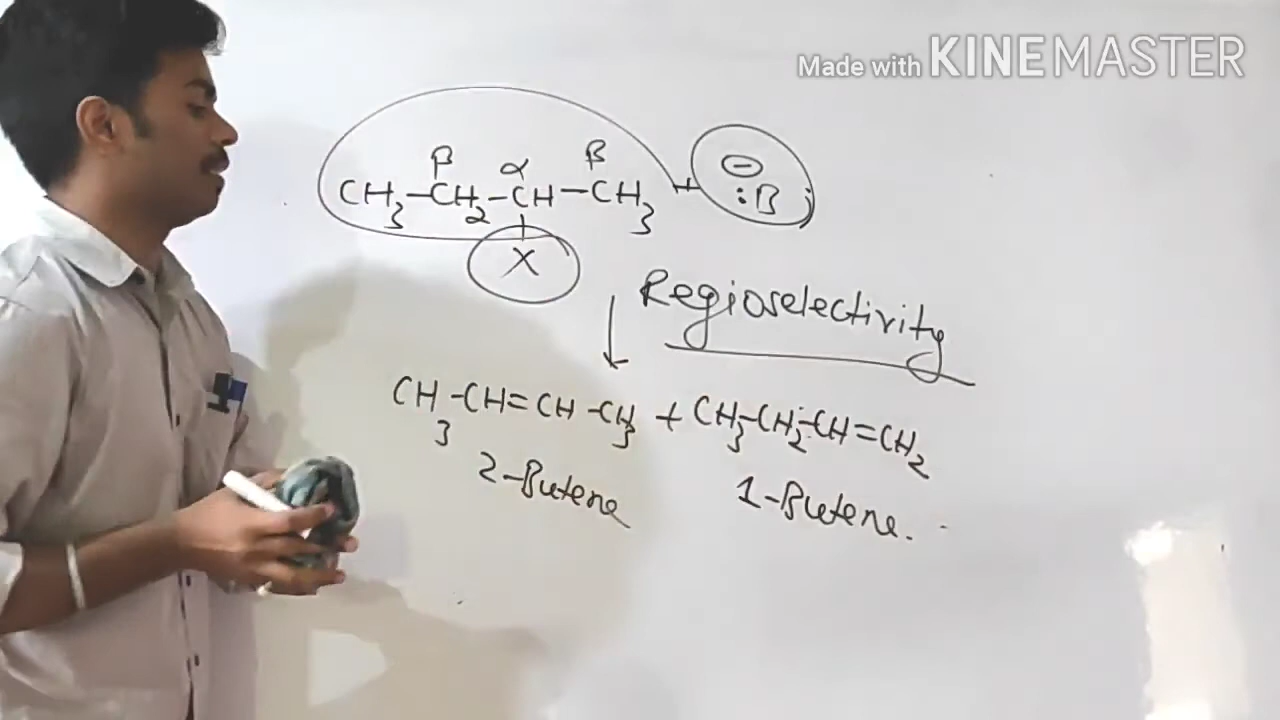 Made with KINEMASTER
β α β
CH₃-CH₂-CH-CH₃ + :B⊖
X
Regioselectivity
CH₃-CH=CH-CH₃ + CH₃-CH₂-CH=CH₂
2-Butene 1-Butene.